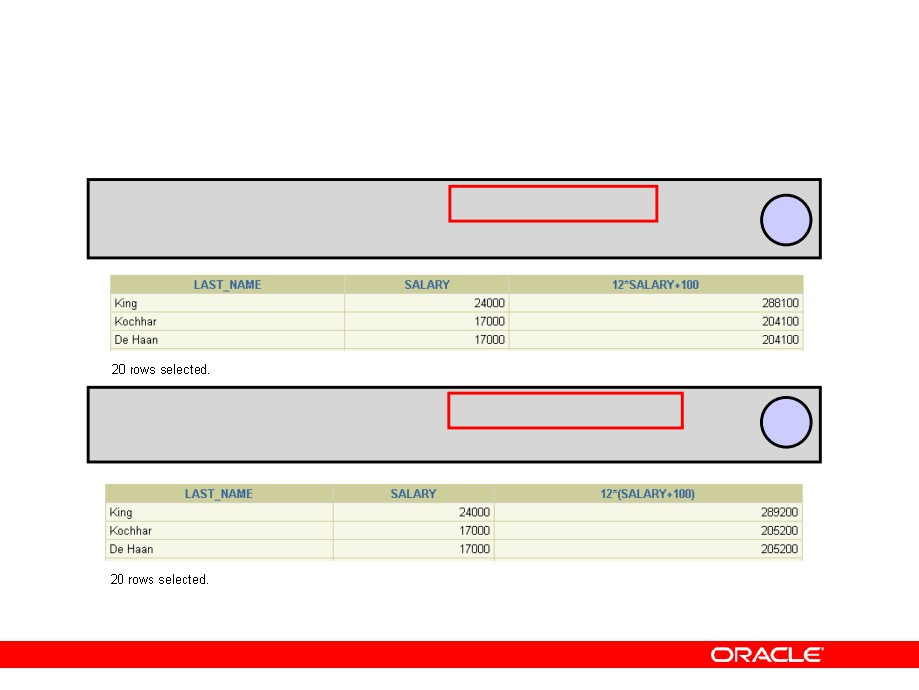 LAST_NAME SALARY 12*SALARY+100
King 24000 288100
Kochhar 17000 204100
De Haan 17000 204100
20 rows selected.
LAST_NAME SALARY 12*(SALARY+100)
King 24000 289200
Kochhar 17000 205200
De Haan 17000 205200
20 rows selected.
ORACLE